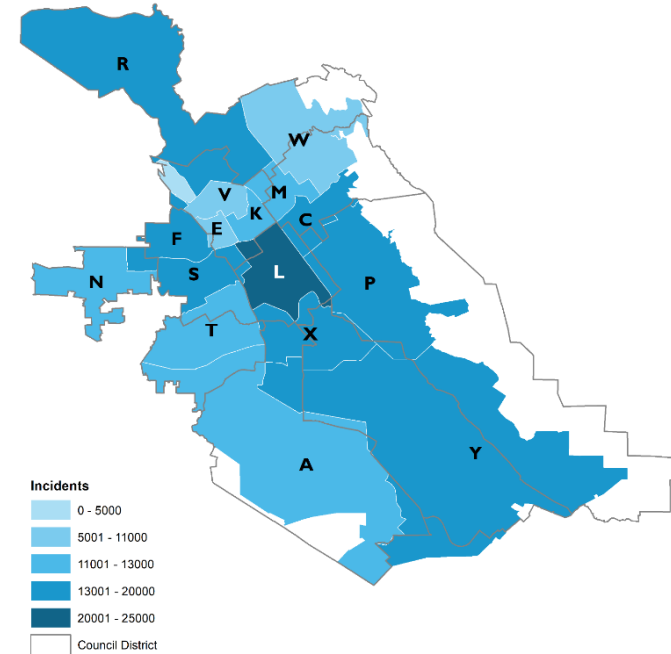 R
W
V
M
K
C
E
F
L
N
S
P
T
X
Y
A
Incidents
0 - 5000
5001 - 11000
11001 - 13000
13001 - 20000
20001 - 25000
Council District